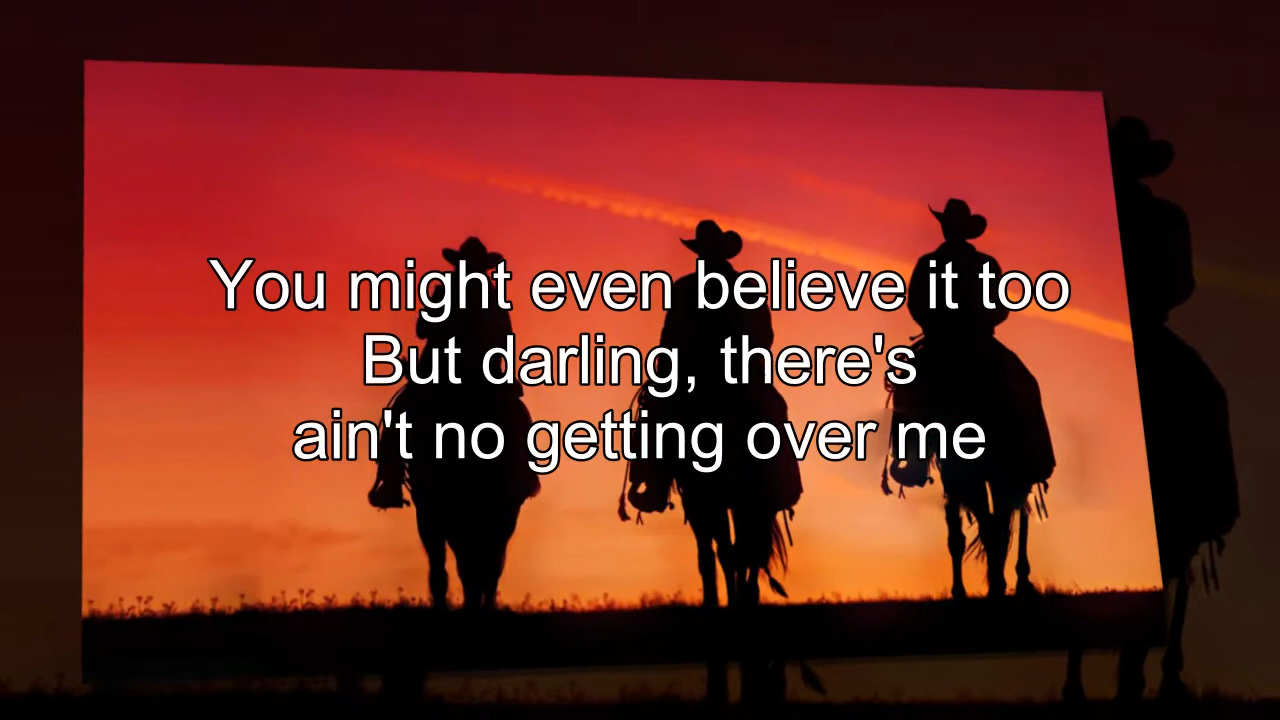 You might even believe it too
But darling, there's
ain't no getting over me